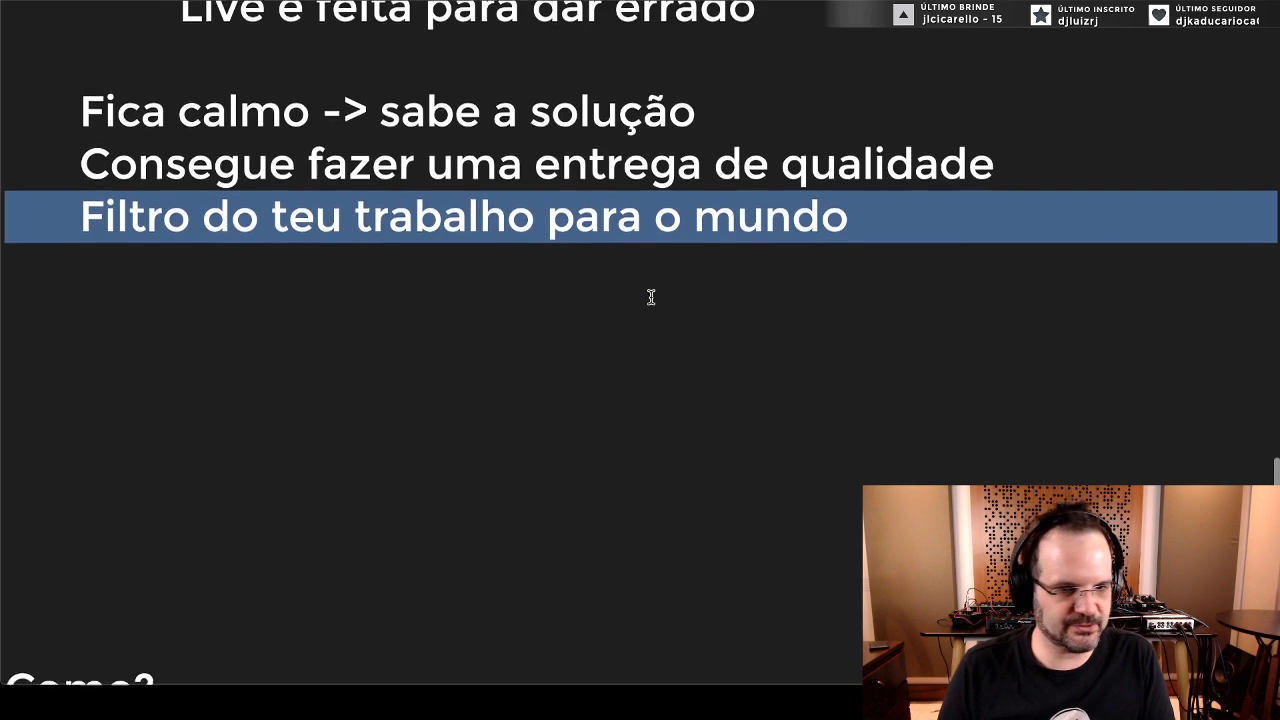 Live é feita para dar errado
ÚLTIMO BRINDE
jlcicarello - 15
ÚLTIMO INSCRITO
djluizrj
ÚLTIMO SEGUIDOR
djkaducariocat
Fica calmo -> sabe a solução
Consegue fazer uma entrega de qualidade
Filtro do teu trabalho para o mundo
Como?